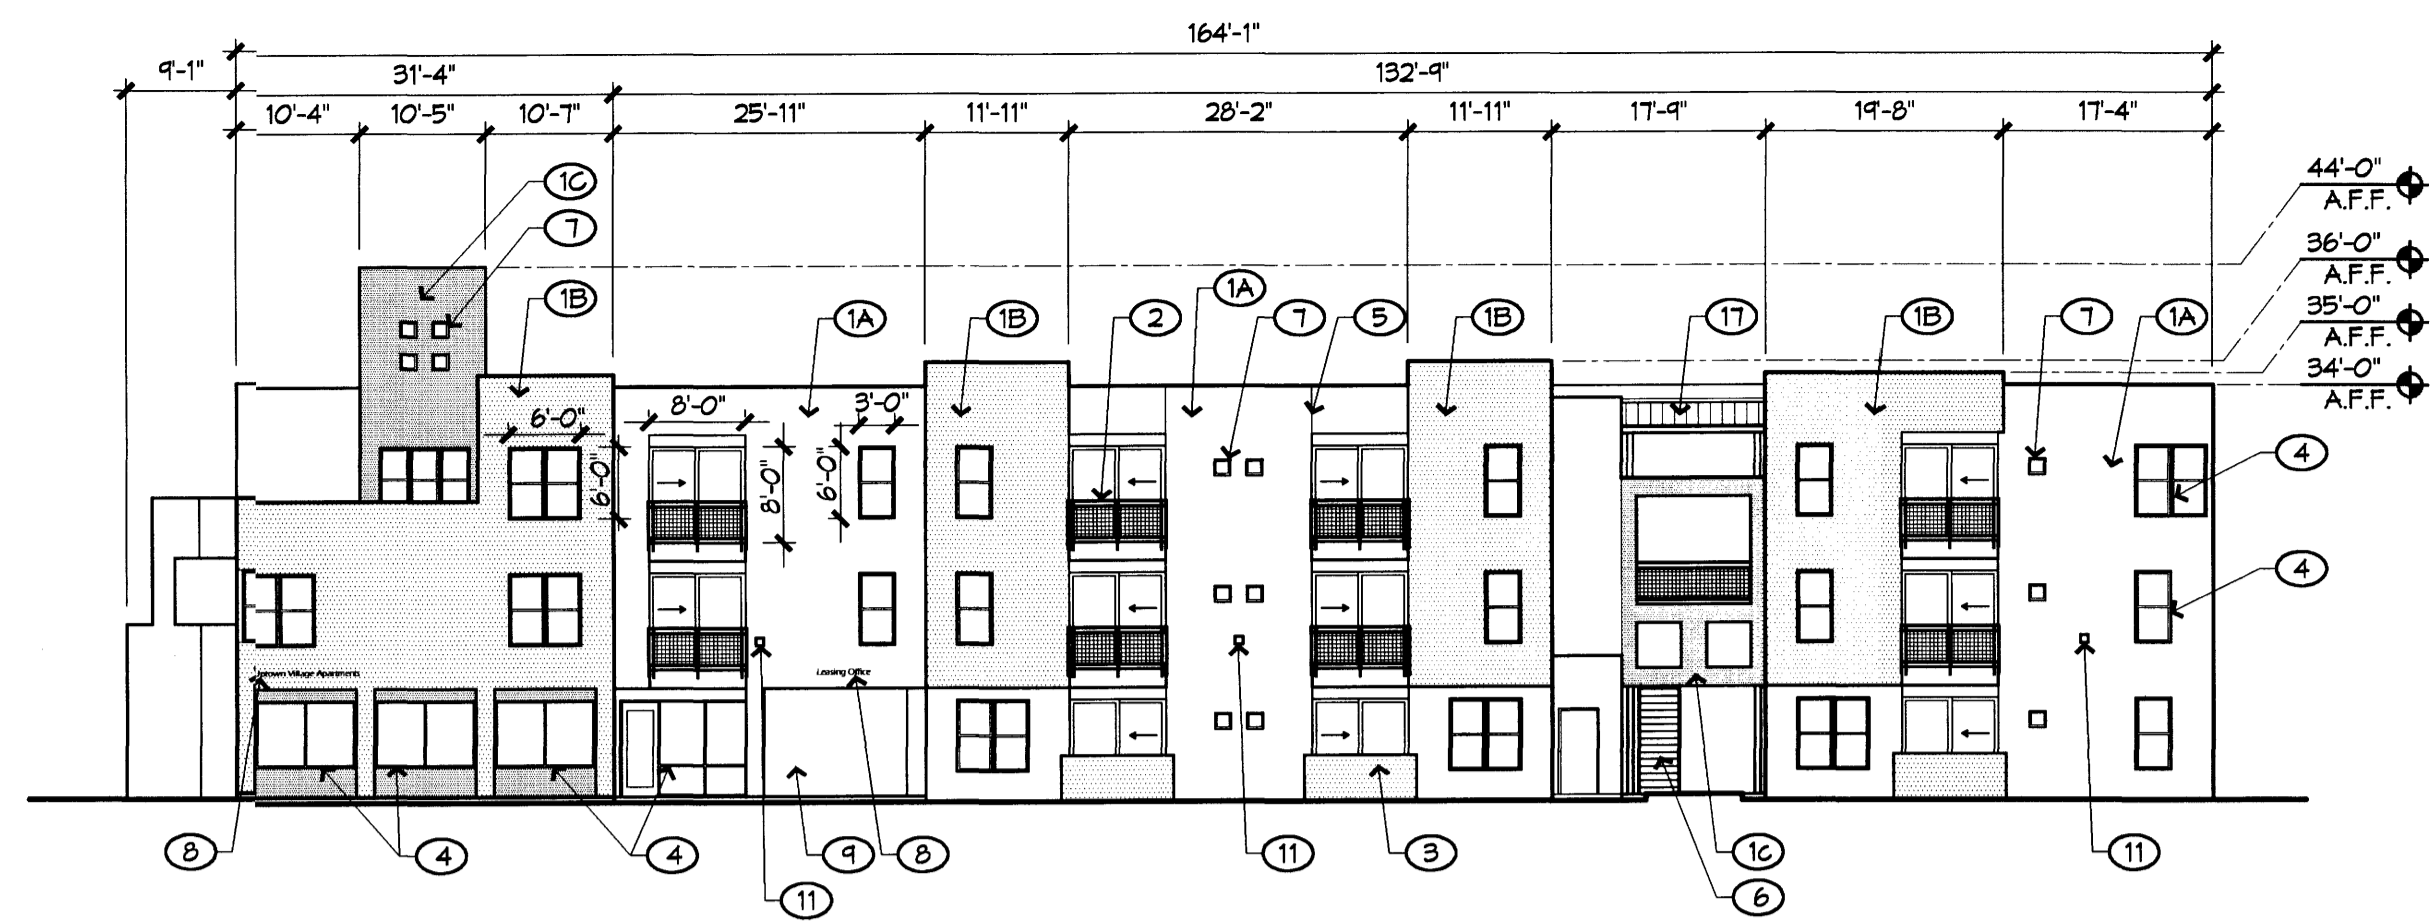 164'-1"
9'-1"
31'-4"
132'-9"
10'-4"
10'-5"
10'-7"
25'-11"
11'-11"
28'-2"
11'-11"
17'-9"
19'-8"
17'-4"
44'-0"
A.F.F.
36'-0"
A.F.F.
35'-0"
A.F.F.
34'-0"
A.F.F.
1C
7
1B
1A
1B
2
1A
7
5
1B
17
1B
7
1A
6'-0"
8'-0"
3'-0"
6'-0"
8'-0"
6'-0"
4
4
Uptown Village Apartments
Leasing Office
8
4
4
9
8
11
11
3
1c
6
11